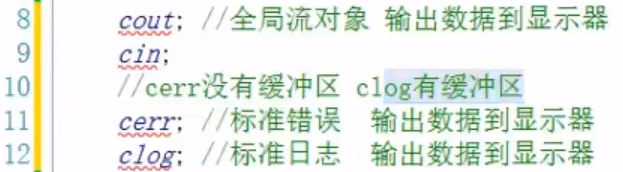 8 cout; //全局流对象 输出数据到显示器
9 cin;
10 //cerr没有缓冲区 clog有缓冲区
11 cerr; //标准错误 输出数据到显示器
12 clog; //标准日志 输出数据到显示器